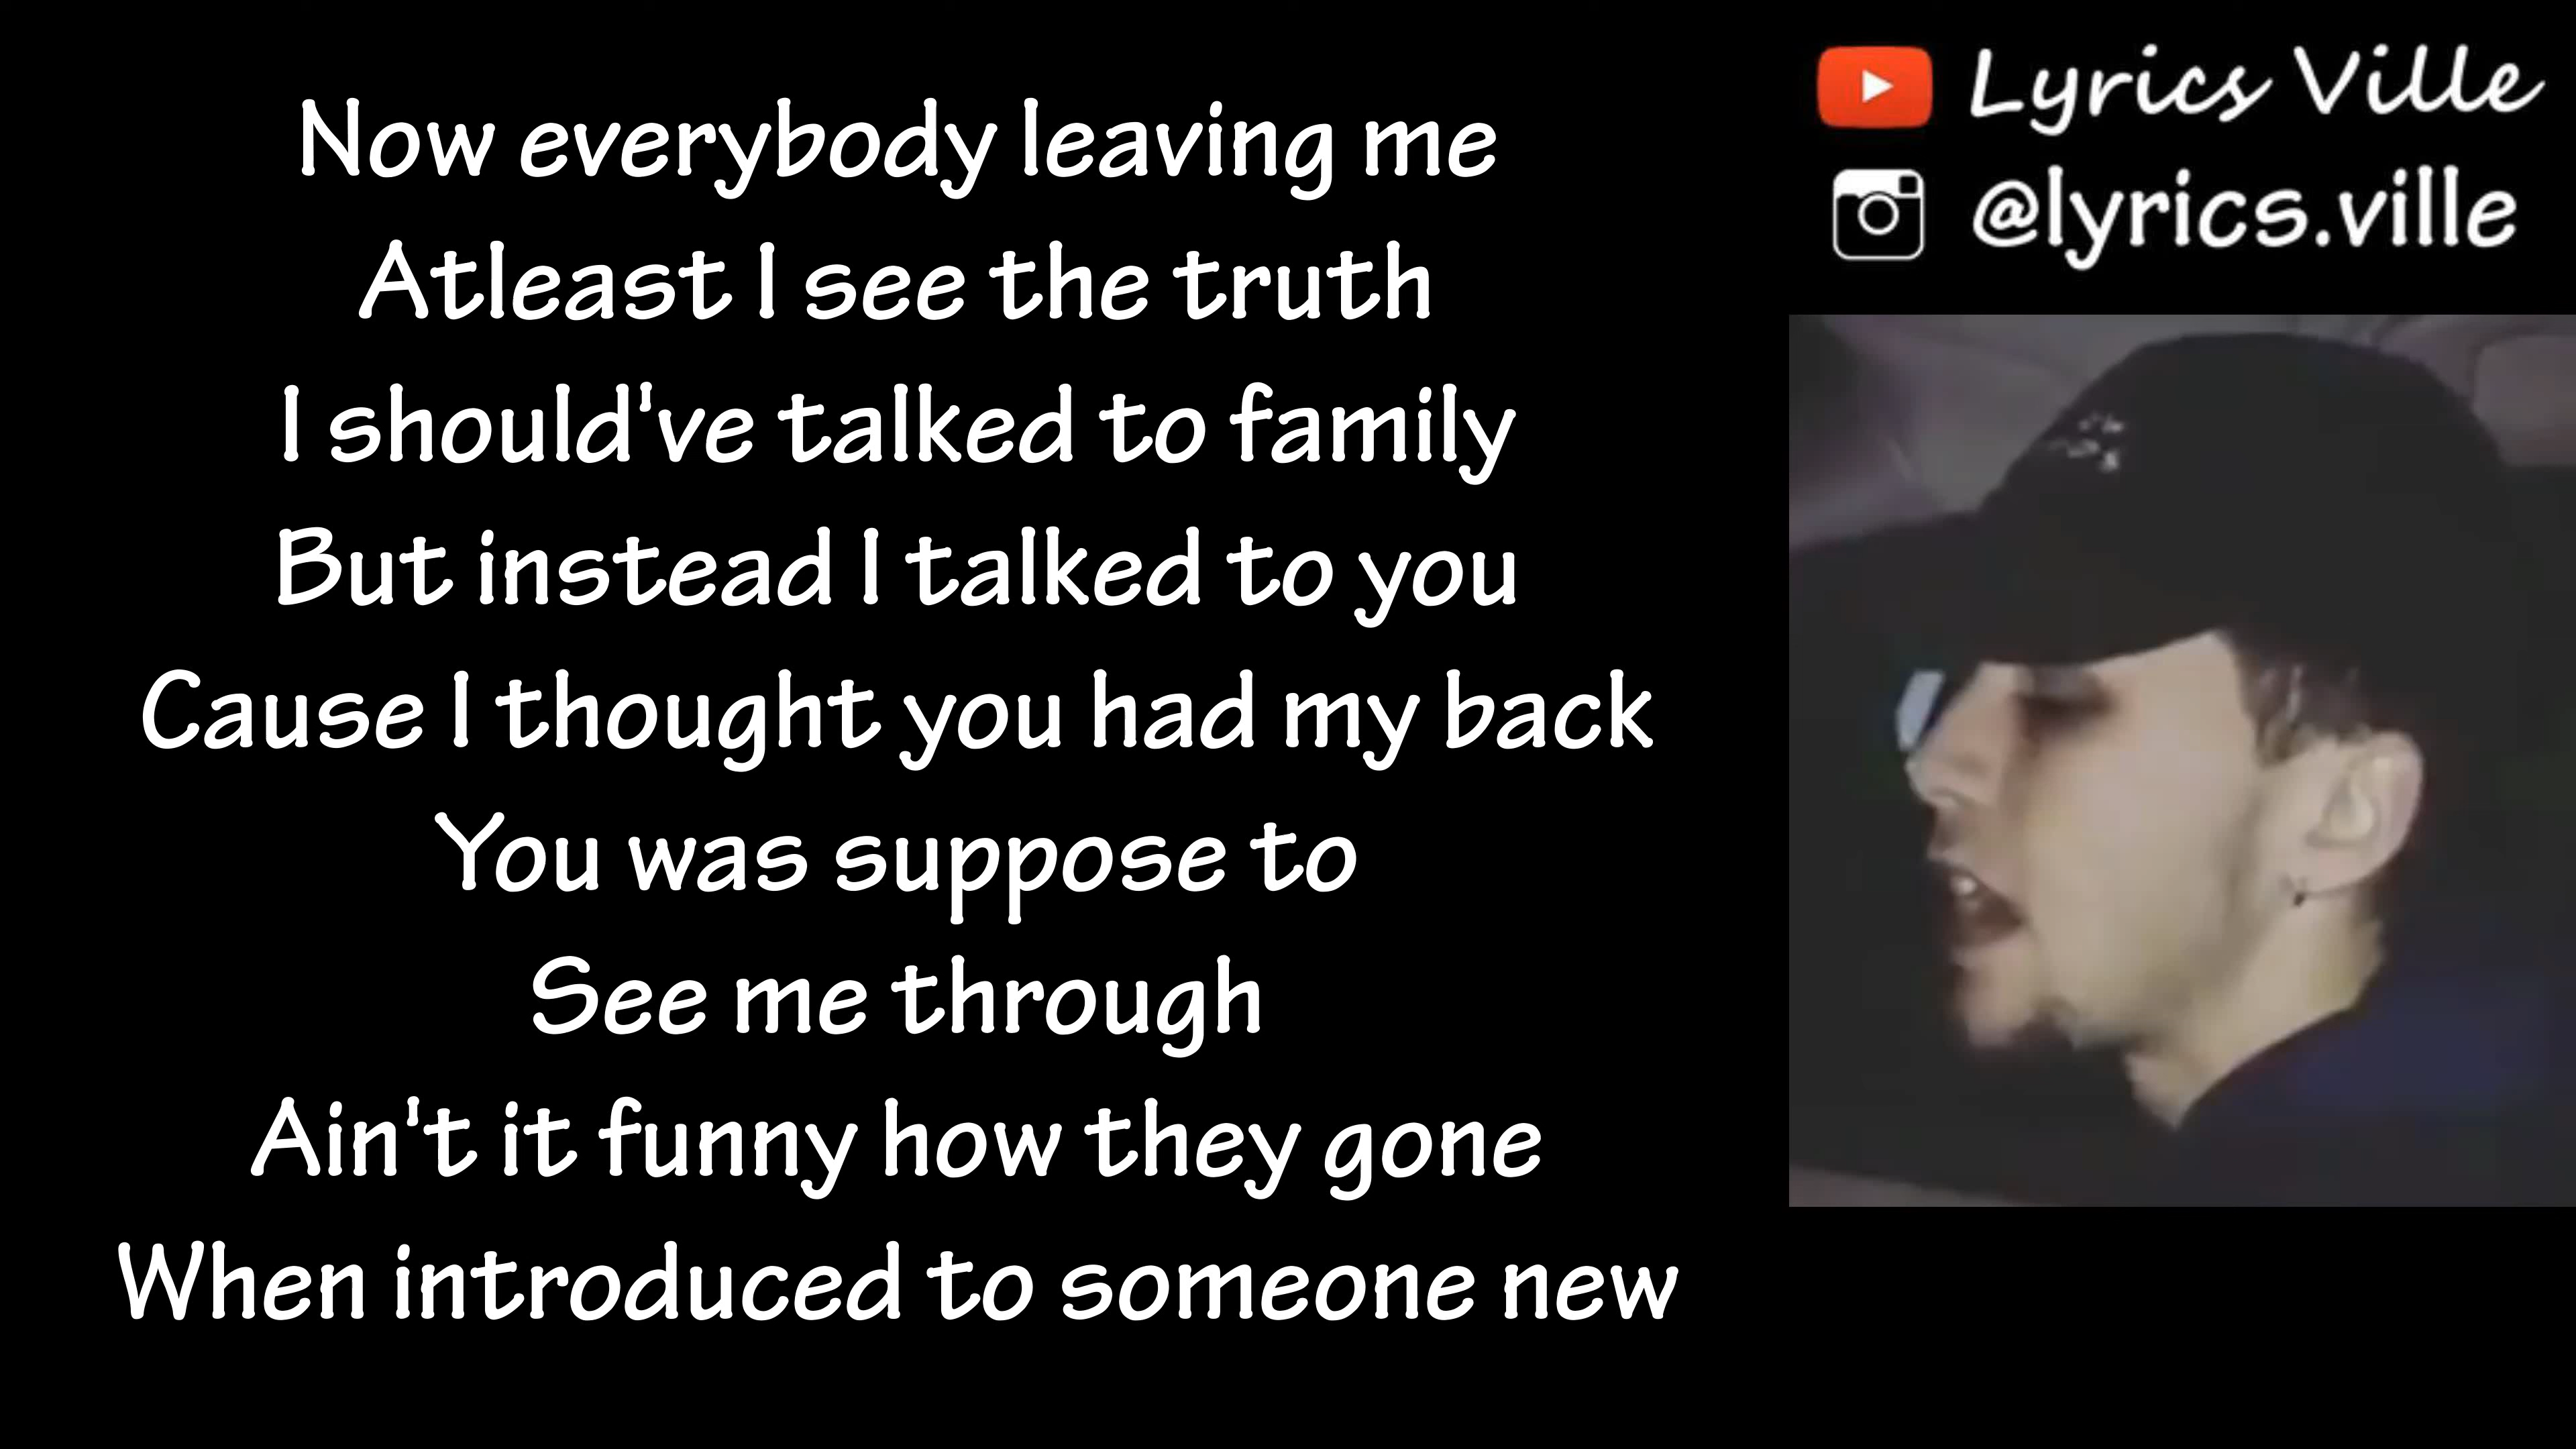 Lyrics Ville
@lyrics.ville
Now everybody leaving me
Atleast I see the truth
I should've talked to family
But instead I talked to you
Cause I thought you had my back
You was suppose to
See me through
Ain't it funny how they gone
When introduced to someone new